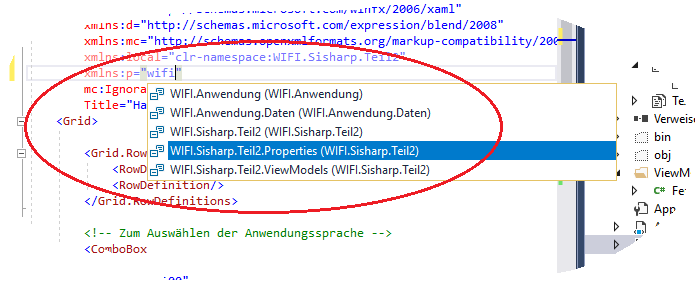 schemas.microsoft.com/winfx/2006/xaml"
xmlns:d="http://schemas.microsoft.com/expression/blend/2008"
xmlns:mc="http://schemas.openxmlformats.org/markup-compatibility/200
xmlns:local="clr-namespace:WIFI.Sisharp.Teil2"
xmlns:p="wifi"
mc:Ignora
Title="Ha
WIFI.Anwendung (WIFI.Anwendung)
WIFI.Anwendung.Daten (WIFI.Anwendung.Daten)
WIFI.Sisharp.Teil2 (WIFI.Sisharp.Teil2)
WIFI.Sisharp.Teil2.Properties (WIFI.Sisharp.Teil2)
WIFI.Sisharp.Teil2.ViewModels (WIFI.Sisharp.Teil2)
<Grid>
<Grid.Row
<RowD
<RowDefinition/>
</Grid.RowDefinitions>
<!-- Zum Auswählen der Anwendungssprache -->
<ComboBox
Te
Verweise
bin
obj
ViewM
C# Fe
App